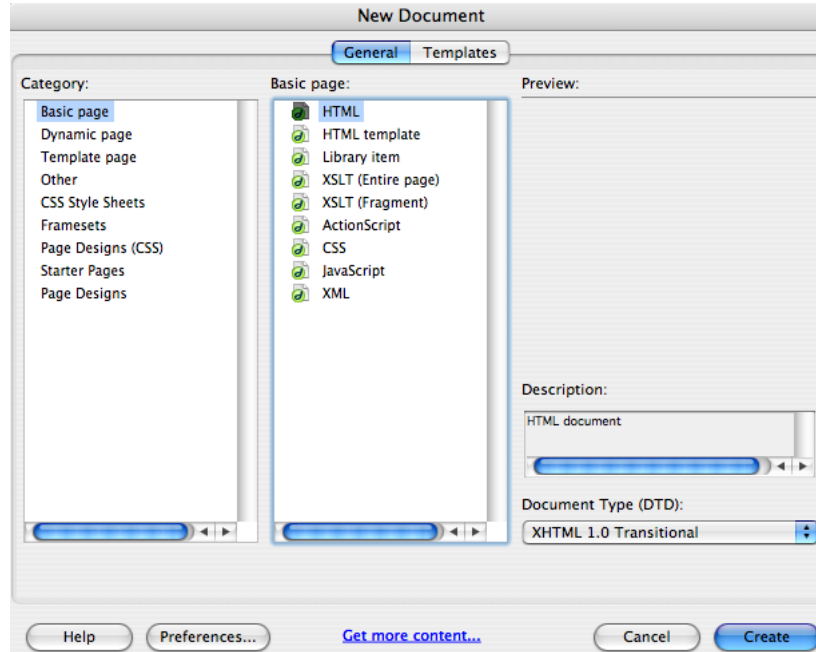 New Document
General Templates
Category:
Basic page
Dynamic page
Template page
Other
CSS Style Sheets
Framesets
Page Designs (CSS)
Starter Pages
Page Designs
Basic page:
HTML
HTML template
Library item
XSLT (Entire page)
XSLT (Fragment)
ActionScript
CSS
JavaScript
XML
Preview:
Description:
HTML document
Document Type (DTD):
XHTML 1.0 Transitional
Help Preferences... Get more content... Cancel Create